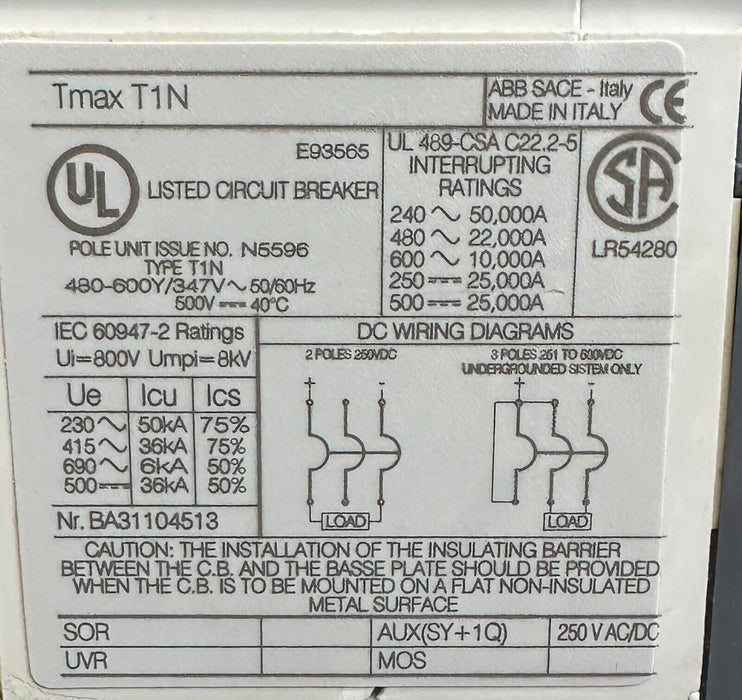 Tmax T1N
ABB SACE - Italy
MADE IN ITALY
CE
UL
E93565
LISTED CIRCUIT BREAKER
POLE UNIT ISSUE NO. N5596
TYPE T1N
480-600Y/347V ~ 50/60Hz
500V ⎓ 40°C
UL 489-CSA C22.2-5
INTERRUPTING
RATINGS
240 ~ 50,000A
480 ~ 22,000A
600 ~ 10,000A
250 ⎓ 25,000A
500 ⎓ 25,000A
SA
LR54280
IEC 60947-2 Ratings
Ui=800V Umpi=8kV
Ue Icu Ics
230 ~ 50kA 75%
415 ~ 36kA 75%
690 ~ 6kA 50%
500 ⎓ 36kA 50%
Nr. BA31104513
DC WIRING DIAGRAMS
2 POLES 250VDC
+ -
LOAD
3 POLES 251 TO 500VDC
UNDERGROUNDED SISTEM ONLY
+ -
LOAD
CAUTION: THE INSTALLATION OF THE INSULATING BARRIER
BETWEEN THE C.B. AND THE BASSE PLATE SHOULD BE PROVIDED
WHEN THE C.B. IS TO BE MOUNTED ON A FLAT NON-INSULATED
METAL SURFACE
SOR AUX(SY+1Q) 250 V AC/DC
UVR MOS